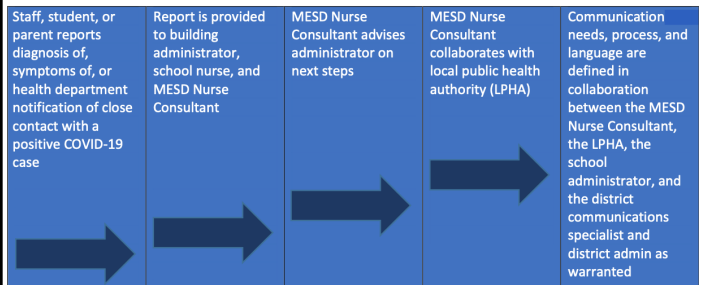 Staff, student, or
parent reports
diagnosis of,
symptoms of, or
health department
notification of close
contact with a
positive COVID-19
case
Report is provided
to building
administrator,
school nurse, and
MESD Nurse
Consultant
MESD Nurse
Consultant advises
administrator on
next steps
MESD Nurse
Consultant
collaborates with
local public health
authority (LPHA)
Communication
needs, process, and
language are
defined in
collaboration
between the MESD
Nurse Consultant,
the LPHA, the
school
administrator, and
the district
communications
specialist and
district admin as
warranted